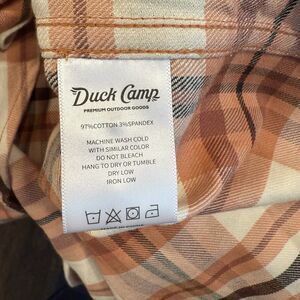 Duck Camp
PREMIUM OUTDOOR GOODS
97%COTTON 3%SPANDEX
MACHINE WASH COLD
WITH SIMILAR COLOR
DO NOT BLEACH
HANG TO DRY OR TUMBLE
DRY LOW
IRON LOW